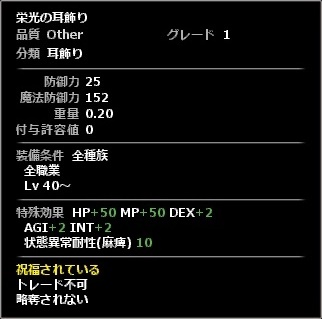 栄光の耳飾り
品質 Other グレード 1
分類 耳飾り
防御力 25
魔法防御力 152
重量 0.20
付与許容値 0
装備条件 全種族
全職業
Lv 40～
特殊効果 HP+50 MP+50 DEX+2
AGI+2 INT+2
状態異常耐性(麻痺) 10
祝福されている
トレード不可
略奪されない